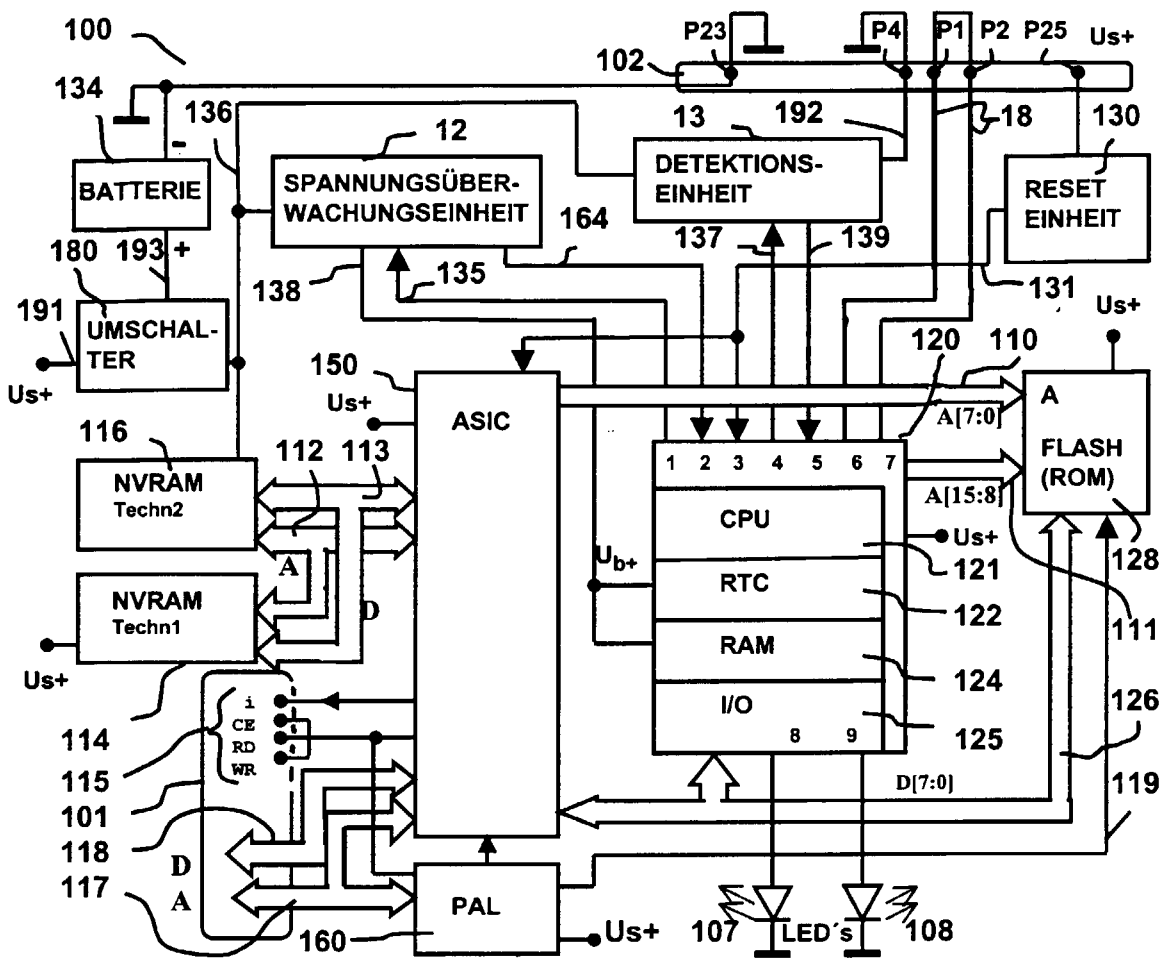 100
P23
P4
P1
P2
P25
Us+
102
134
136
12
13
192
18
130
-
BATTERIE
SPANNUNGSÜBER-
WACHUNGSEINHEIT
DETEKTIONS-
EINHEIT
RESET
EINHEIT
193 +
164
137
139
180
138
135
131
191
UMSCHAL-
TER
Us+
Us+
150
120
110
Us+
ASIC
A
A[7:0]
116
112
113
FLASH
(ROM)
NVRAM
Techn2
1 2 3 4 5 6 7
A[15:8]
CPU
Us+
A
Ub+
121
128
NVRAM
Techn1
D
RTC
122
111
RAM
124
Us+
126
i
CE
RD
WR
I/O
125
114
115
8 9
101
D[7:0]
119
118
D
117
A
PAL
160
Us+
107
LED´s
108